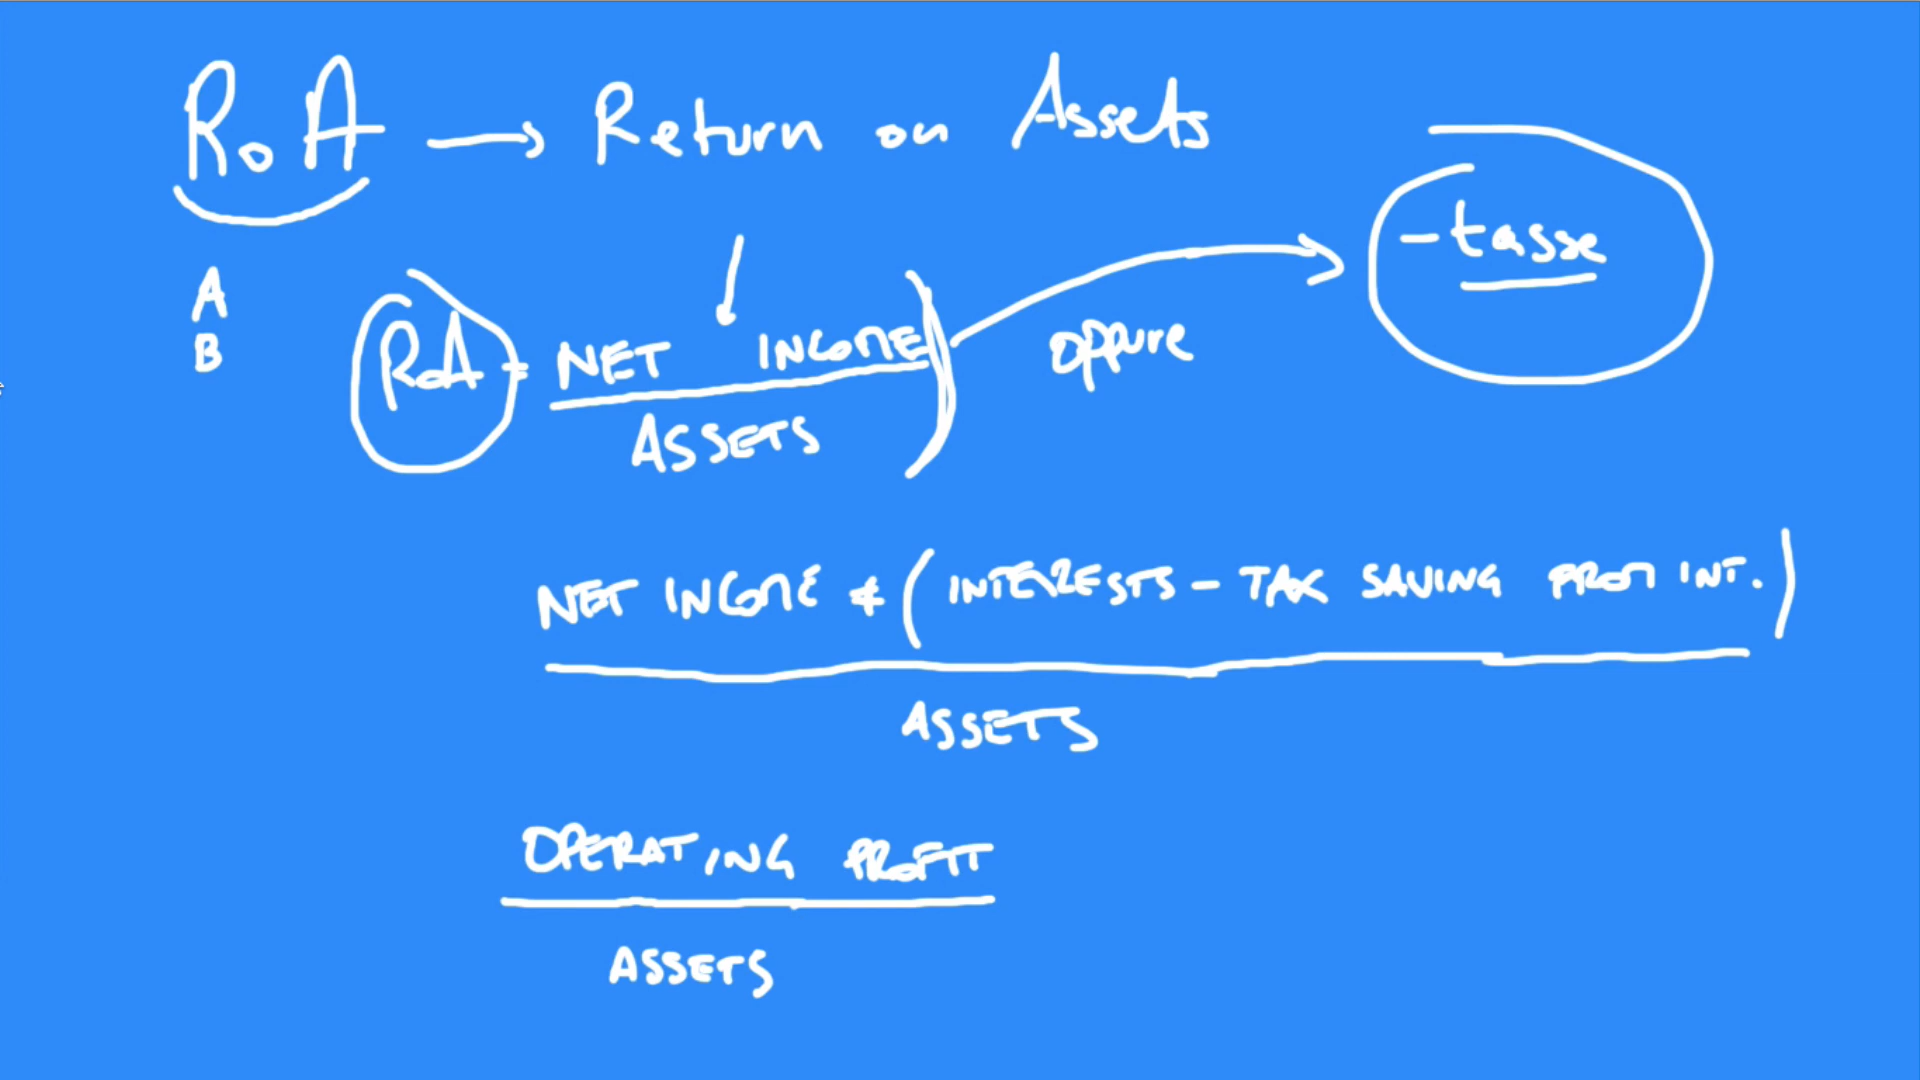 RoA → Return on Assets
- tasse
A
B
RoA = NET INCOME
ASSETS
oppure
NET INCOME + (INTERESTS - TAX SAVING FROM INT.)
ASSETS
OPERATING PROFIT
ASSETS